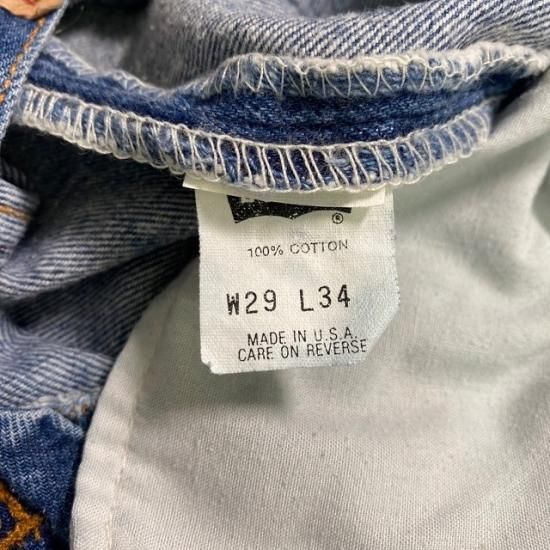 ®
100% COTTON
W29 L34
MADE IN U.S.A.
CARE ON REVERSE